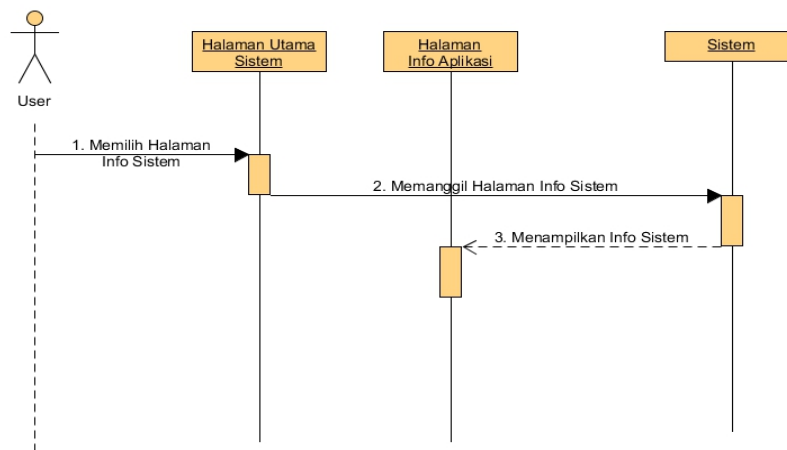 Halaman Utama
Sistem
Halaman
Info Aplikasi
Sistem
User
1. Memilih Halaman
Info Sistem
2. Memanggil Halaman Info Sistem
3. Menampilkan Info Sistem